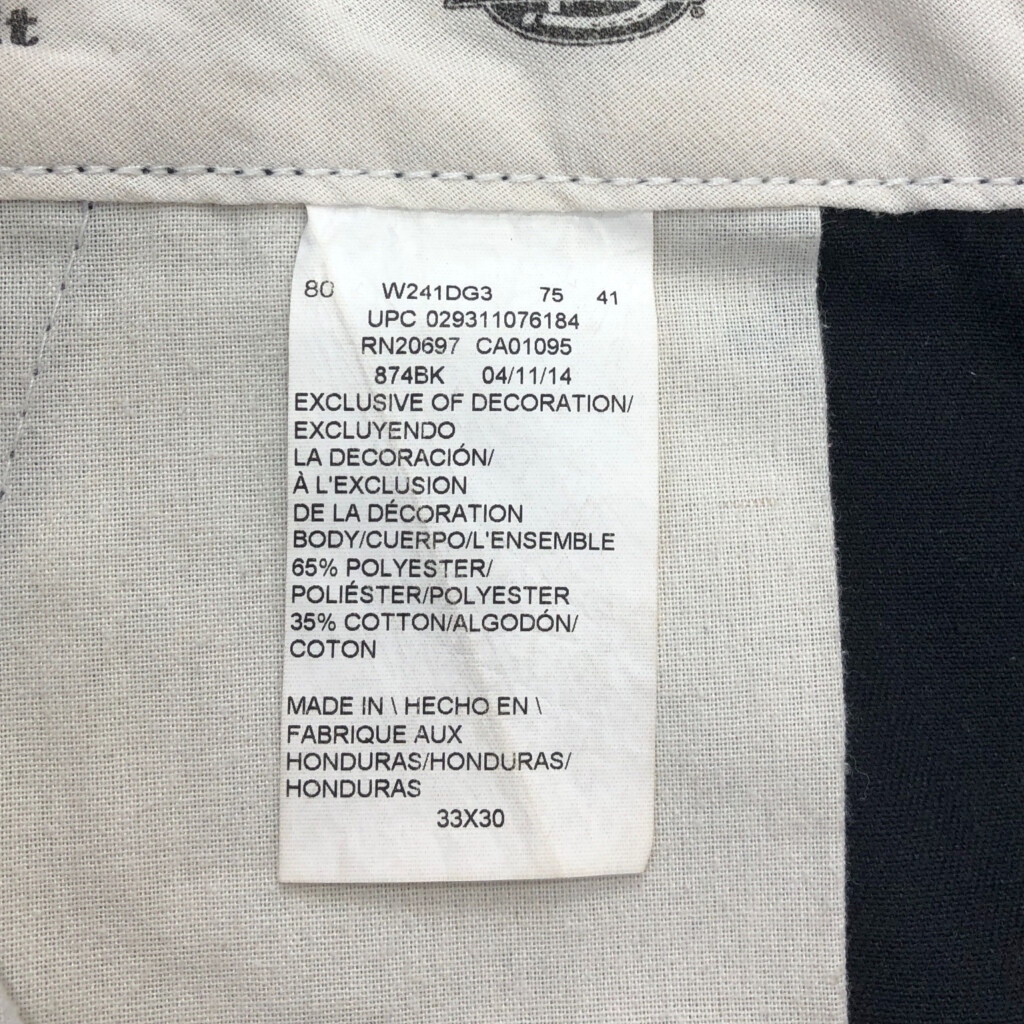 80 W241DG3 75 41
UPC 029311076184
RN20697 CA01095
874BK 04/11/14
EXCLUSIVE OF DECORATION/
EXCLUYENDO
LA DECORACIÓN/
À L'EXCLUSION
DE LA DÉCORATION
BODY/CUERPO/L'ENSEMBLE
65% POLYESTER/
POLIÉSTER/POLYESTER
35% COTTON/ALGODÓN/
COTON
MADE IN \ HECHO EN \
FABRIQUE AUX
HONDURAS/HONDURAS/
HONDURAS
33X30